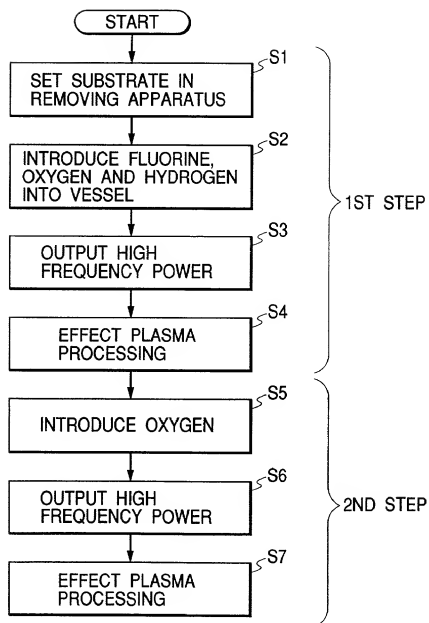 START
S1
SET SUBSTRATE IN
REMOVING APPARATUS
S2
INTRODUCE FLUORINE,
OXYGEN AND HYDROGEN
INTO VESSEL
1ST STEP
S3
OUTPUT HIGH
FREQUENCY POWER
S4
EFFECT PLASMA
PROCESSING
S5
INTRODUCE OXYGEN
S6
OUTPUT HIGH
FREQUENCY POWER
2ND STEP
S7
EFFECT PLASMA
PROCESSING